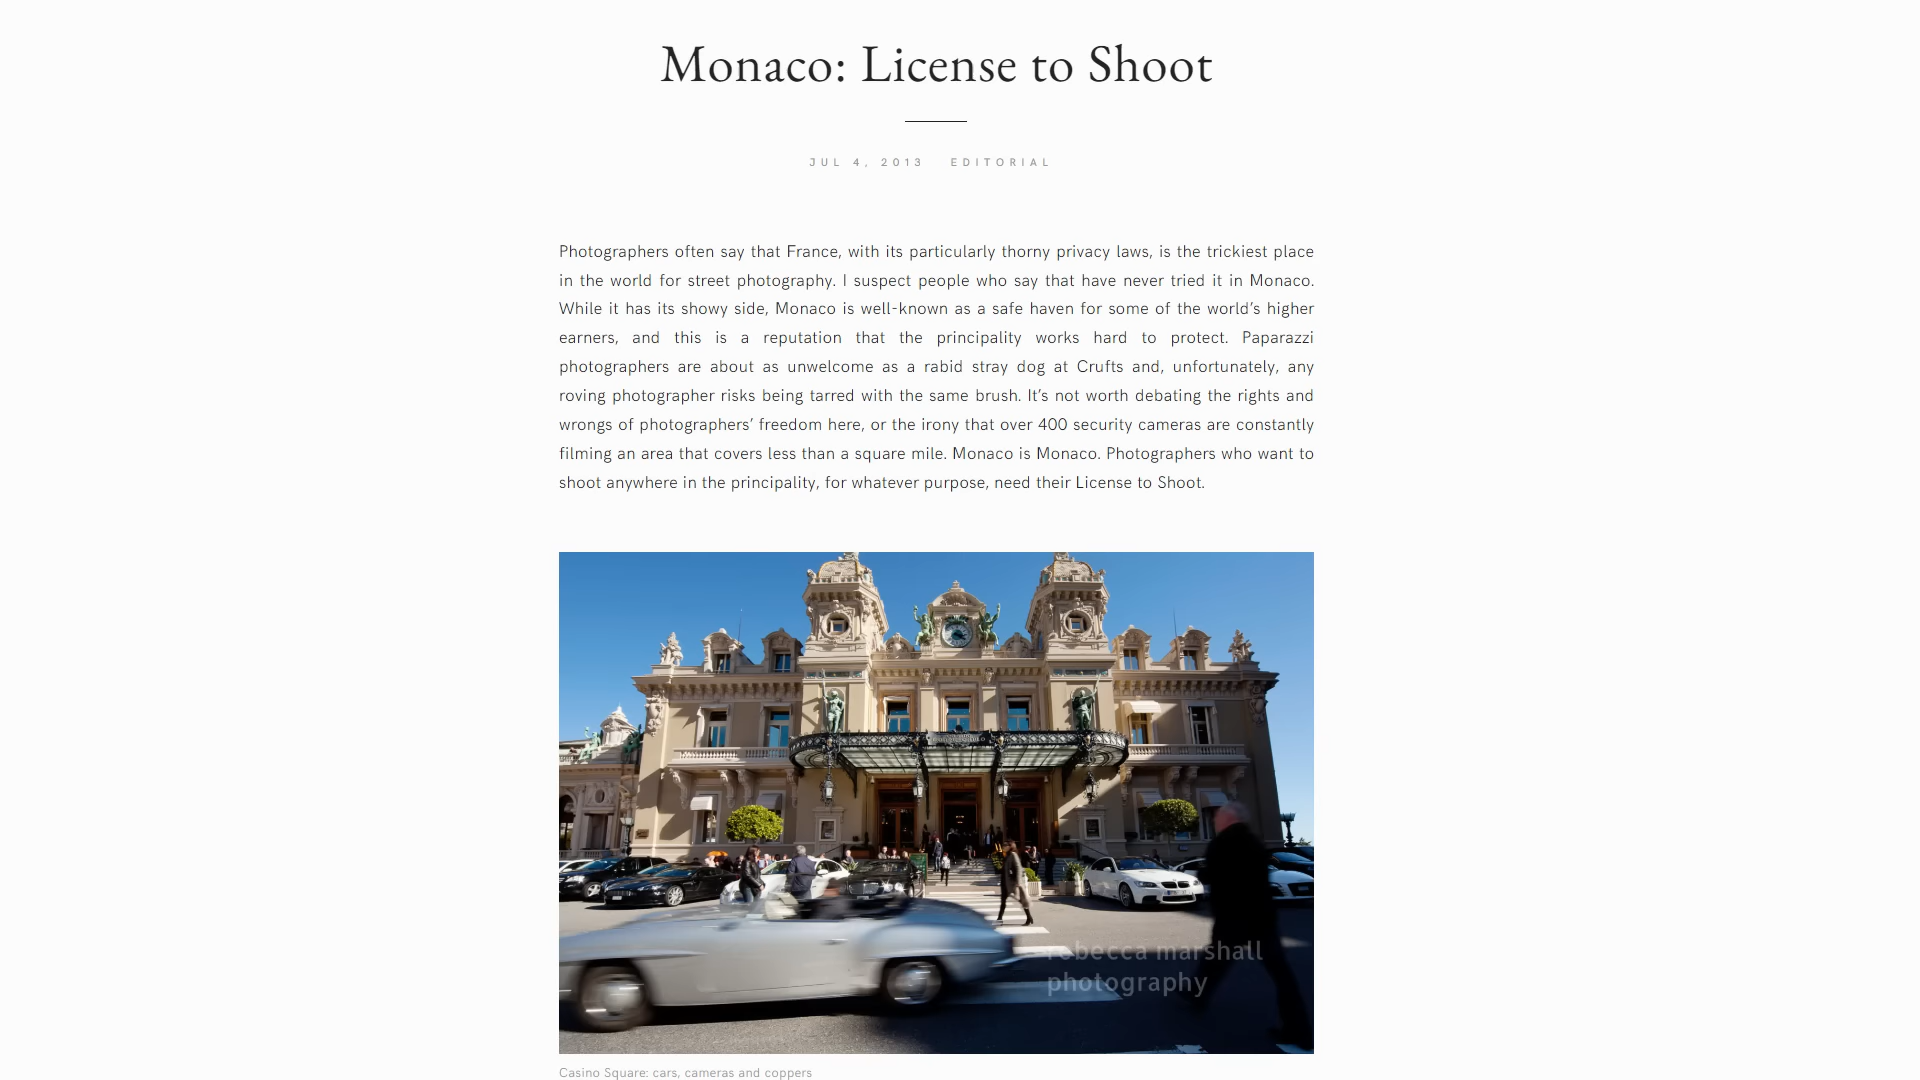 Monaco: License to Shoot
JUL 4, 2013 EDITORIAL
Photographers often say that France, with its particularly thorny privacy laws, is the trickiest place
in the world for street photography. I suspect people who say that have never tried it in Monaco.
While it has its showy side, Monaco is well-known as a safe haven for some of the world’s higher
earners, and this is a reputation that the principality works hard to protect. Paparazzi
photographers are about as unwelcome as a rabid stray dog at Crufts and, unfortunately, any
roving photographer risks being tarred with the same brush. It’s not worth debating the rights and
wrongs of photographers’ freedom here, or the irony that over 400 security cameras are constantly
filming an area that covers less than a square mile. Monaco is Monaco. Photographers who want to
shoot anywhere in the principality, for whatever purpose, need their License to Shoot.
rebecca marshall
photography
Casino Square: cars, cameras and coppers